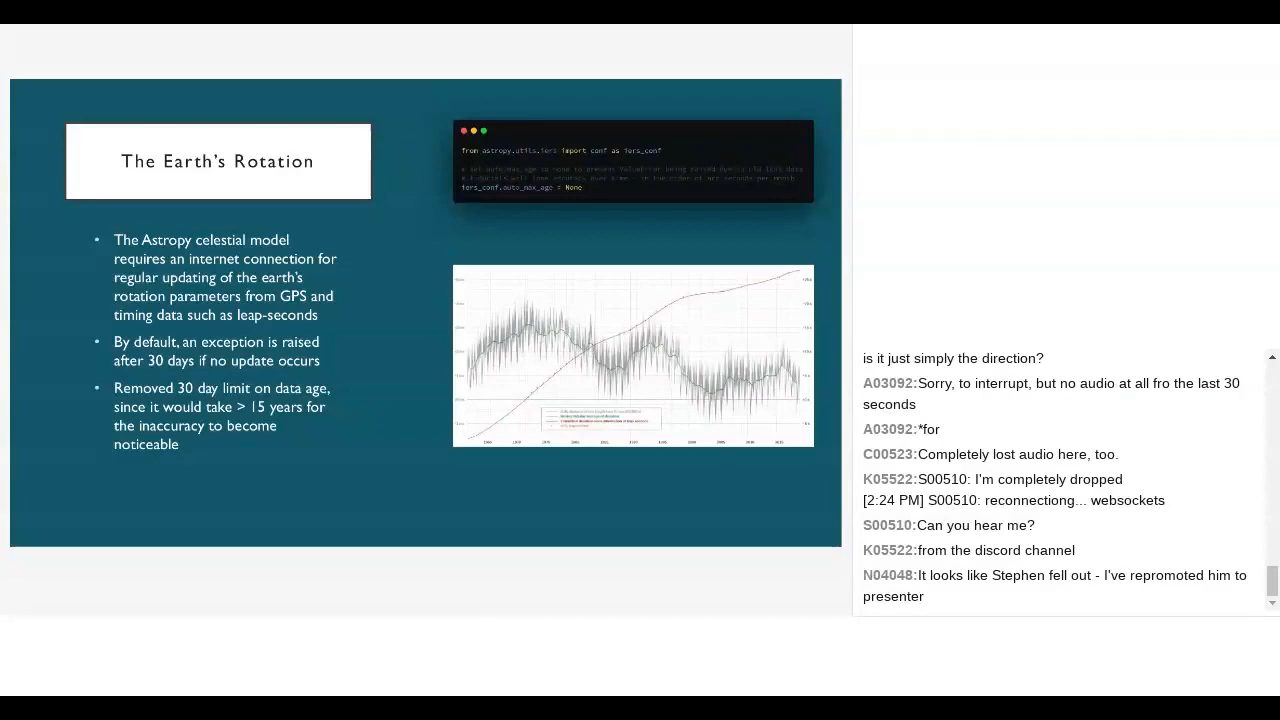 The Earth's Rotation
• The Astropy celestial model
requires an internet connection for
regular updating of the earth's
rotation parameters from GPS and
timing data such as leap-seconds
• By default, an exception is raised
after 30 days if no update occurs
• Removed 30 day limit on data age,
since it would take > 15 years for
the inaccuracy to become
noticeable
from astropy.utils.iers import conf as iers_conf
iers_conf.auto_max_age = None
is it just simply the direction?
A03092:Sorry, to interrupt, but no audio at all fro the last 30
seconds
A03092:*for
C00523:Completely lost audio here, too.
K05522:S00510: I'm completely dropped
[2:24 PM] S00510: reconnectiong... websockets
S00510:Can you hear me?
K05522:from the discord channel
N04048:It looks like Stephen fell out - I've repromoted him to
presenter